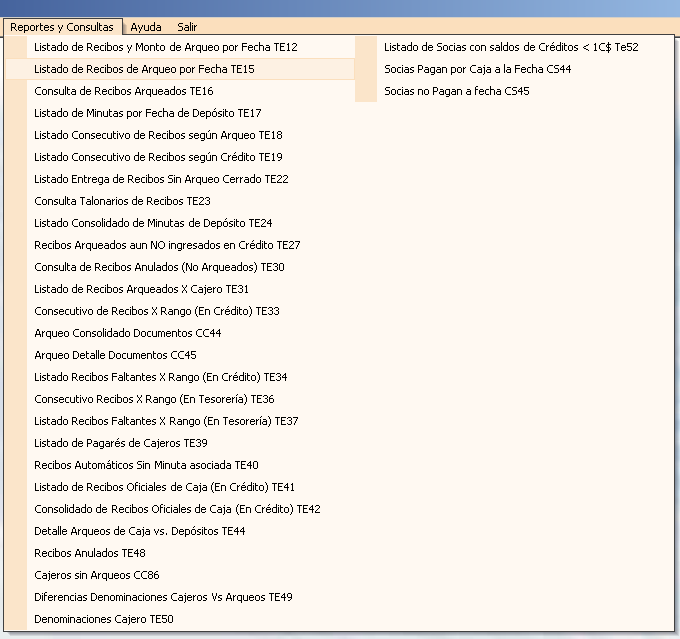 Reportes y Consultas Ayuda Salir
Listado de Recibos y Monto de Arqueo por Fecha TE12
Listado de Recibos de Arqueo por Fecha TE15
Consulta de Recibos Arqueados TE16
Listado de Minutas por Fecha de Depósito TE17
Listado Consecutivo de Recibos según Arqueo TE18
Listado Consecutivo de Recibos según Crédito TE19
Listado Entrega de Recibos Sin Arqueo Cerrado TE22
Consulta Talonarios de Recibos TE23
Listado Consolidado de Minutas de Depósito TE24
Recibos Arqueados aun NO ingresados en Crédito TE27
Consulta de Recibos Anulados (No Arqueados) TE30
Listado de Recibos Arqueados X Cajero TE31
Consecutivo de Recibos X Rango (En Crédito) TE33
Arqueo Consolidado Documentos CC44
Arqueo Detalle Documentos CC45
Listado Recibos Faltantes X Rango (En Crédito) TE34
Consecutivo Recibos X Rango (En Tesorería) TE36
Listado Recibos Faltantes X Rango (En Tesorería) TE37
Listado de Pagarés de Cajeros TE39
Recibos Automáticos Sin Minuta asociada TE40
Listado de Recibos Oficiales de Caja (En Crédito) TE41
Consolidado de Recibos Oficiales de Caja (En Crédito) TE42
Detalle Arqueos de Caja vs. Depósitos TE44
Recibos Anulados TE48
Cajeros sin Arqueos CC86
Diferencias Denominaciones Cajeros Vs Arqueos TE49
Denominaciones Cajero TE50
Listado de Socias con saldos de Créditos < 1C$ Te52
Socias Pagan por Caja a la Fecha CS44
Socias no Pagan a fecha CS45